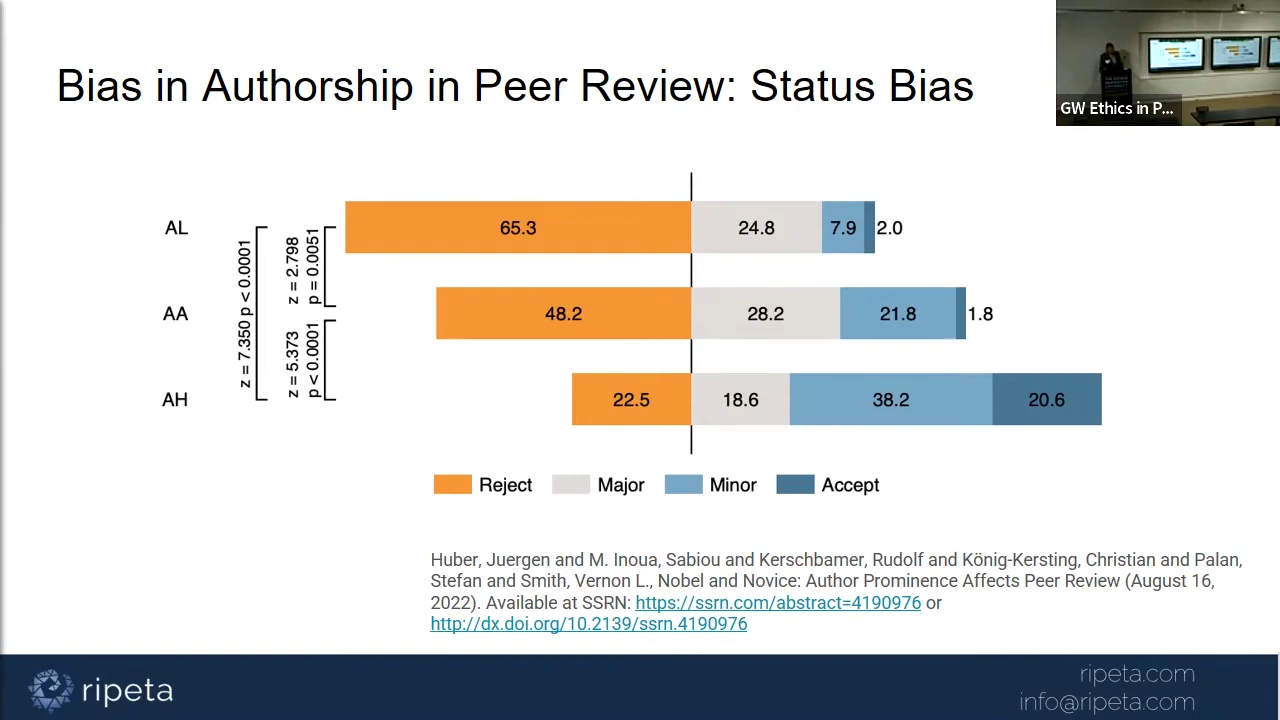 Bias in Authorship in Peer Review: Status Bias
GW Ethics in P...
AL
65.3
24.8
7.9
2.0
z = 7.350 p < 0.0001
z = 2.798
p = 0.0051
AA
48.2
28.2
21.8
1.8
z = 5.373
p < 0.0001
AH
22.5
18.6
38.2
20.6
Reject
Major
Minor
Accept
Huber, Juergen and M. Inoua, Sabiou and Kerschbamer, Rudolf and König-Kersting, Christian and Palan,
Stefan and Smith, Vernon L., Nobel and Novice: Author Prominence Affects Peer Review (August 16,
2022). Available at SSRN: https://ssrn.com/abstract=4190976 or
http://dx.doi.org/10.2139/ssrn.4190976
ripeta
ripeta.com
info@ripeta.com